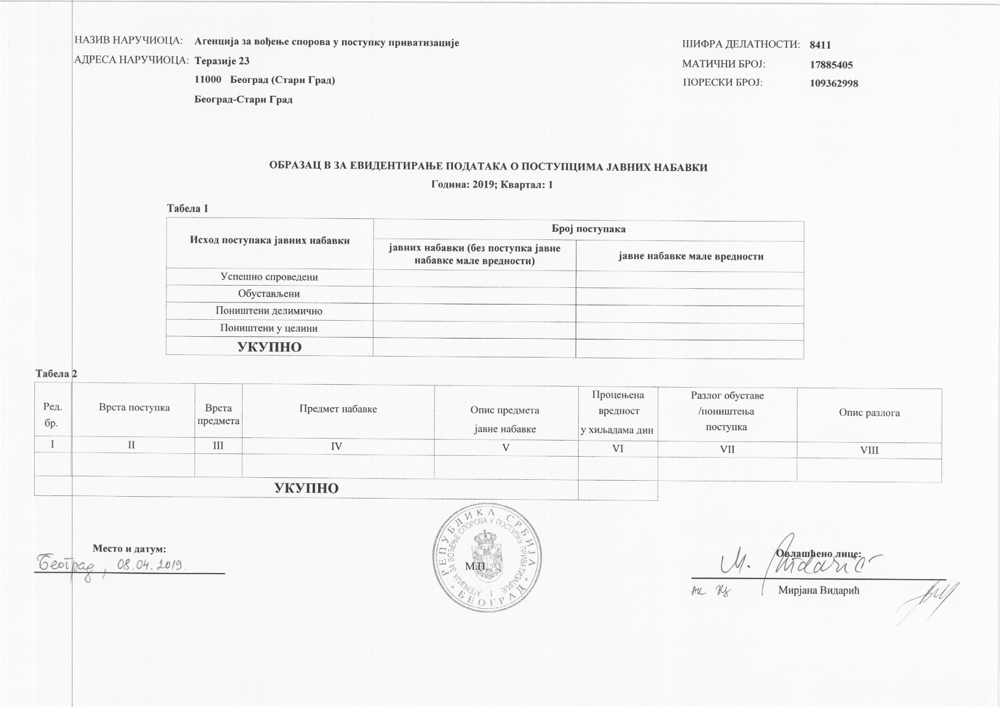 НАЗИВ НАРУЧИОЦА: Агенција за вођење спорова у поступку приватизације
АДРЕСА НАРУЧИОЦА: Теразије 23
11000 Београд (Стари Град)
Београд-Стари Град
ШИФРА ДЕЛАТНОСТИ: 8411
МАТИЧНИ БРОЈ: 17885405
ПОРЕСКИ БРОЈ: 109362998
ОБРАЗАЦ В ЗА ЕВИДЕНТИРАЊЕ ПОДАТАКА О ПОСТУПЦИМА ЈАВНИХ НАБАВКИ
Година: 2019; Квартал: 1
Табела 1
Исход поступака јавних набавки
Број поступака
јавних набавки (без поступка јавне
набавке мале вредности)
јавне набавке мале вредности
Успешно спроведени
Обустављени
Поништени делимично
Поништени у целини
УКУПНО
Табела 2
Ред.
бр.
Врста поступка
Врста
предмета
Предмет набавке
Опис предмета
јавне набавке
Процењена
вредност
у хиљадама дин
Разлог обуставе
/поништења
поступка
Опис разлога
I II III IV V VI VII VIII
УКУПНО
Место и датум:
Београд, 08.04.2019.
РЕПУБЛИКА СРБИЈА
АГЕНЦИЈА ЗА ВОЂЕЊЕ СПОРОВА У ПОСТУПКУ ПРИВАТИЗАЦИЈЕ
I
* БЕОГРАД *
М.П.
Овлашћено лице:
М. Vidarić
Мирјана Видарић